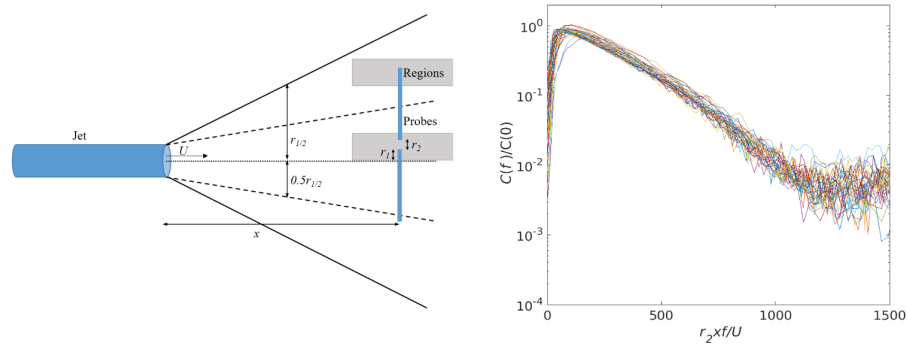 Jet
U
r1/2
0.5r1/2
x
Regions
Probes
r1
r2
C(f)/C(0)
10^0
10^-1
10^-2
10^-3
10^-4
0
500
1000
1500
r2xf/U